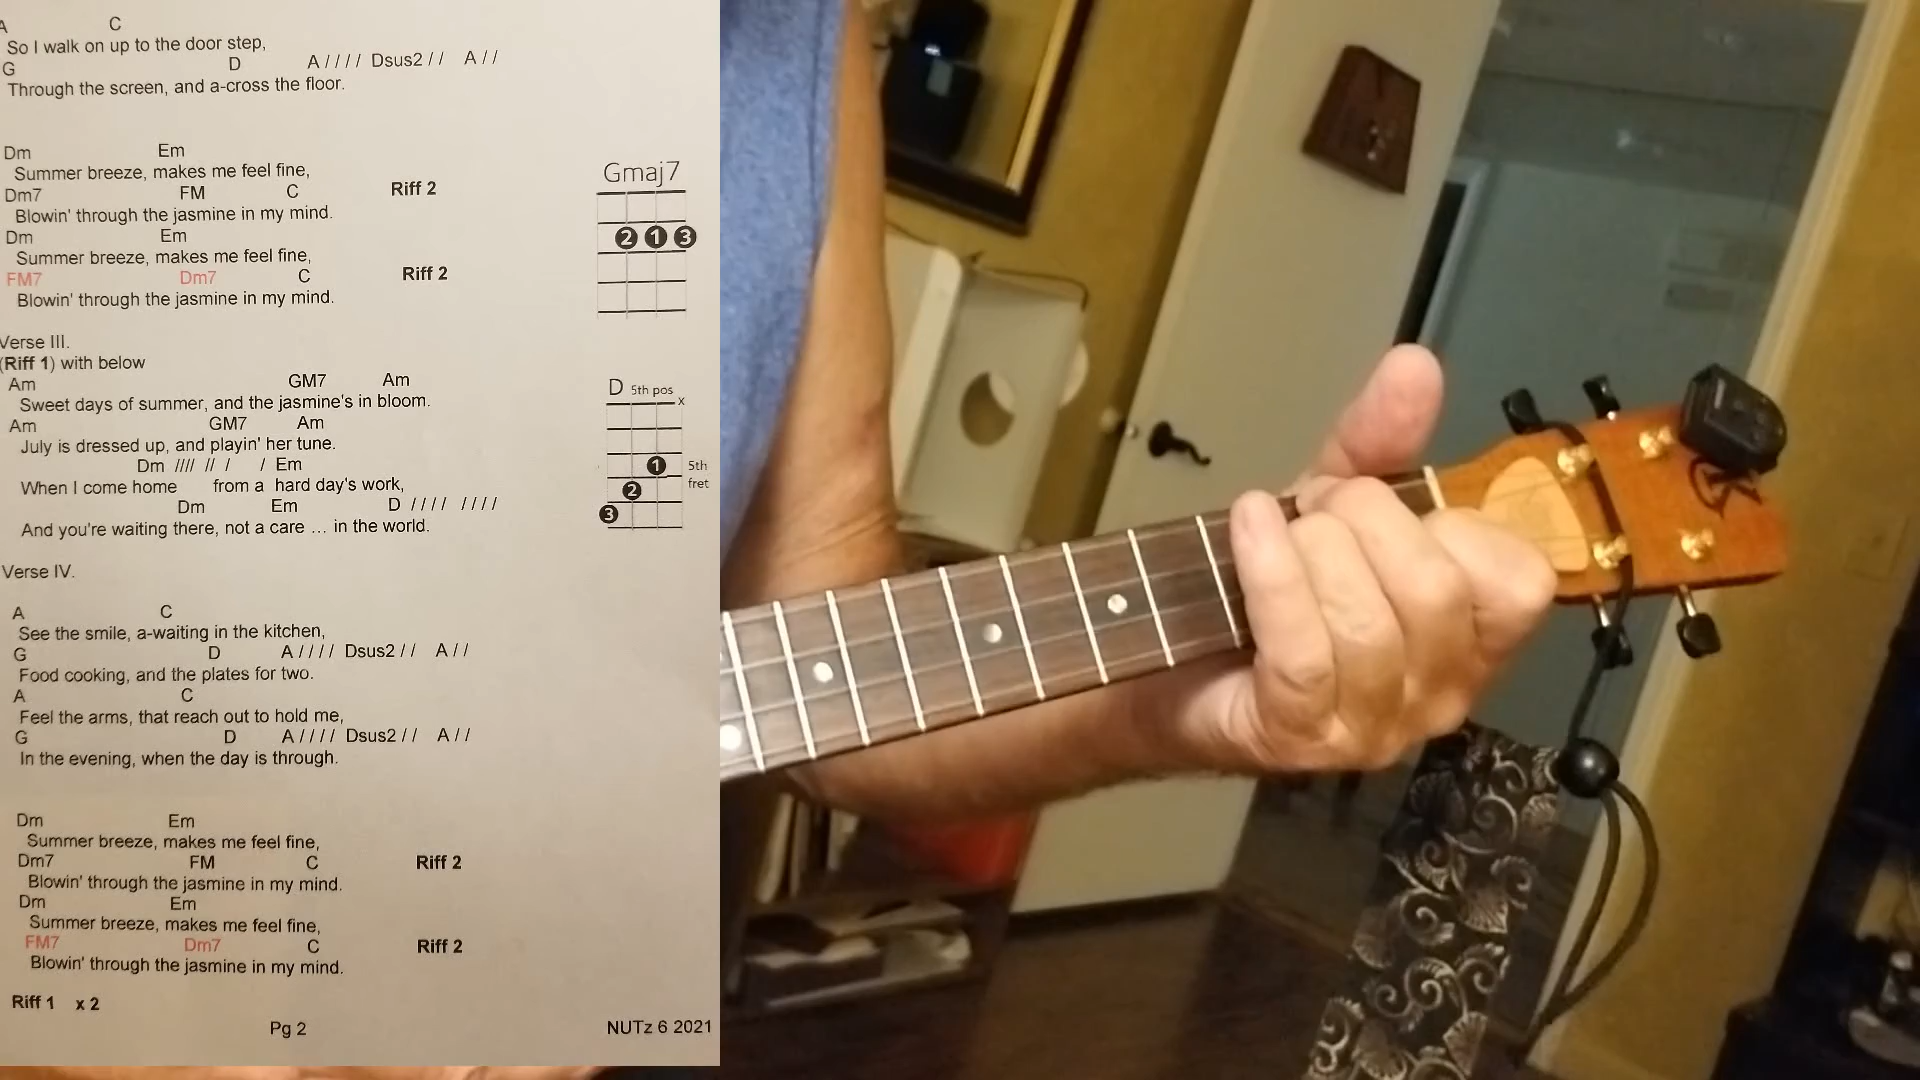 A C
So I walk on up to the door step,
G D A / / / / Dsus2 / / A / /
Through the screen, and a-cross the floor.
Dm Em
Summer breeze, makes me feel fine,
Dm7 FM C Riff 2
Blowin' through the jasmine in my mind.
Dm Em
Summer breeze, makes me feel fine,
FM7 Dm7 C Riff 2
Blowin' through the jasmine in my mind.
Gmaj7
2 1 3
Verse III.
(Riff 1) with below
Am GM7 Am
Sweet days of summer, and the jasmine's in bloom.
Am GM7 Am
July is dressed up, and playin' her tune.
Dm //// // / / Em
When I come home from a hard day's work,
Dm Em D / / / / / / / /
And you're waiting there, not a care … in the world.
D 5th pos
x
1 5th
2 fret
3
Verse IV.
A C
See the smile, a-waiting in the kitchen,
G D A / / / / Dsus2 / / A / /
Food cooking, and the plates for two.
A C
Feel the arms, that reach out to hold me,
G D A / / / / Dsus2 / / A / /
In the evening, when the day is through.
Dm Em
Summer breeze, makes me feel fine,
Dm7 FM C Riff 2
Blowin' through the jasmine in my mind.
Dm Em
Summer breeze, makes me feel fine,
FM7 Dm7 C Riff 2
Blowin' through the jasmine in my mind.
Riff 1 x 2
Pg 2 NUTz 6 2021